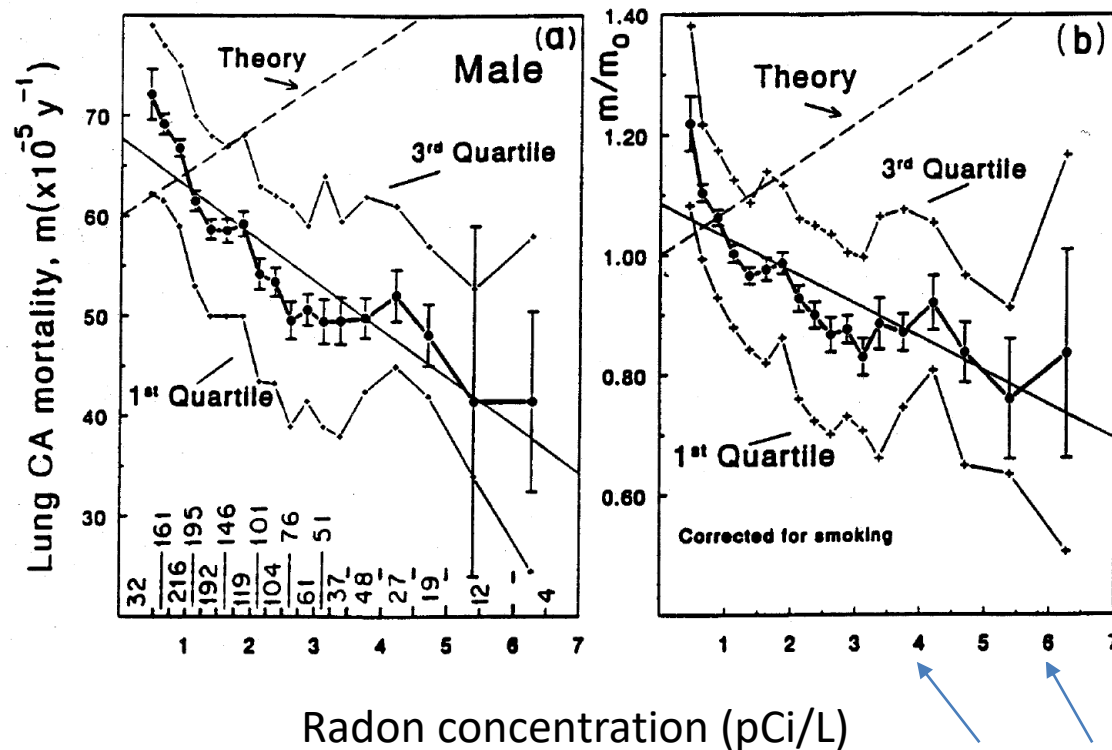 (a)
Male
Theory
3rd Quartile
1st Quartile
Lung CA mortality, m(x10⁻⁵ y⁻¹)
70
60
50
40
30
32
161
216
195
192
146
119
101
104
76
61
51
37
48
27
19
12
4
1 2 3 4 5 6 7
(b)
m/mo
Theory
3rd Quartile
1st Quartile
Corrected for smoking
1.40
1.20
1.00
0.80
0.60
1 2 3 4 5 6 7
Radon concentration (pCi/L)